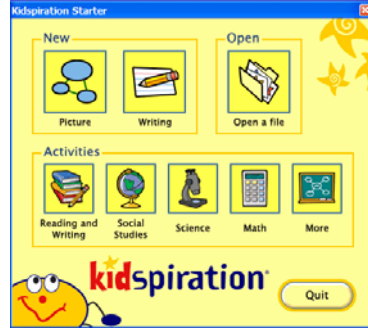 Kidspiration Starter
New
Open
Picture
Writing
Open a file
Activities
Reading and
Writing
Social
Studies
Science
Math
More
kidspiration
Quit